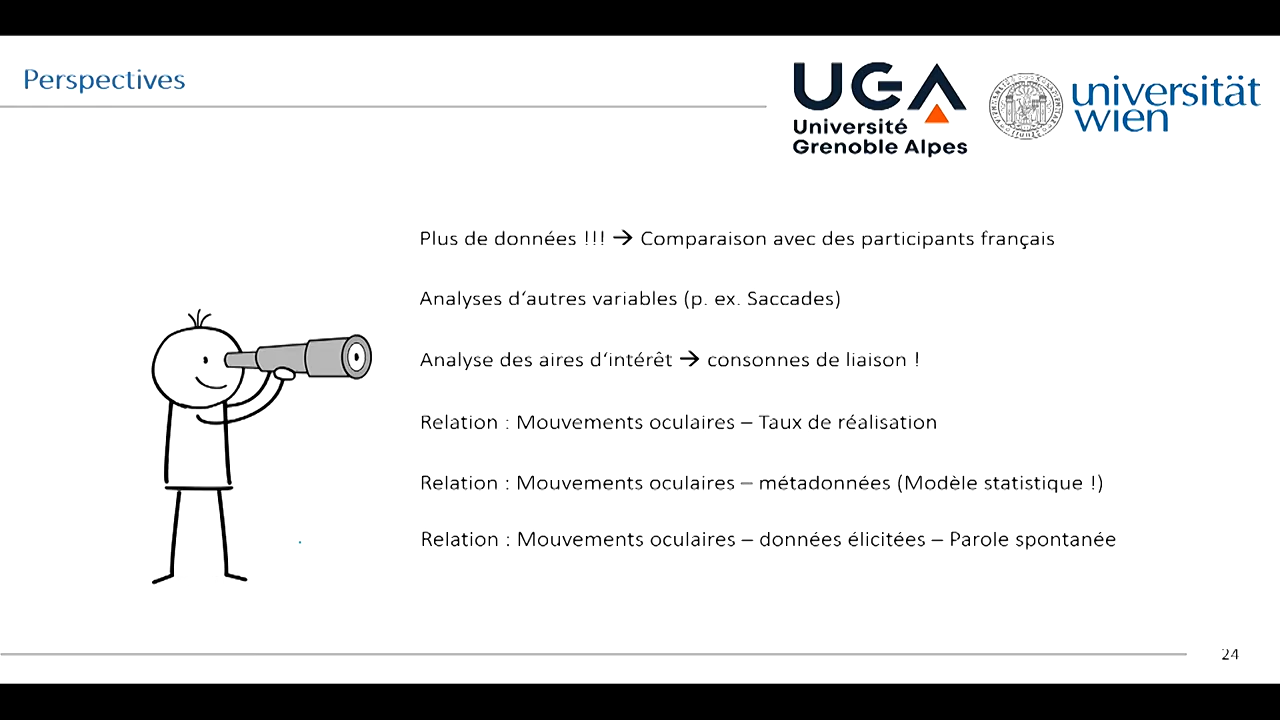 Perspectives
UGA
Université
Grenoble Alpes
universität
wien
Plus de données !!! → Comparaison avec des participants français
Analyses d‘autres variables (p. ex. Saccades)
Analyse des aires d‘intérêt → consonnes de liaison !
Relation : Mouvements oculaires – Taux de réalisation
Relation : Mouvements oculaires – métadonnées (Modèle statistique !)
Relation : Mouvements oculaires – données élicitées – Parole spontanée
24